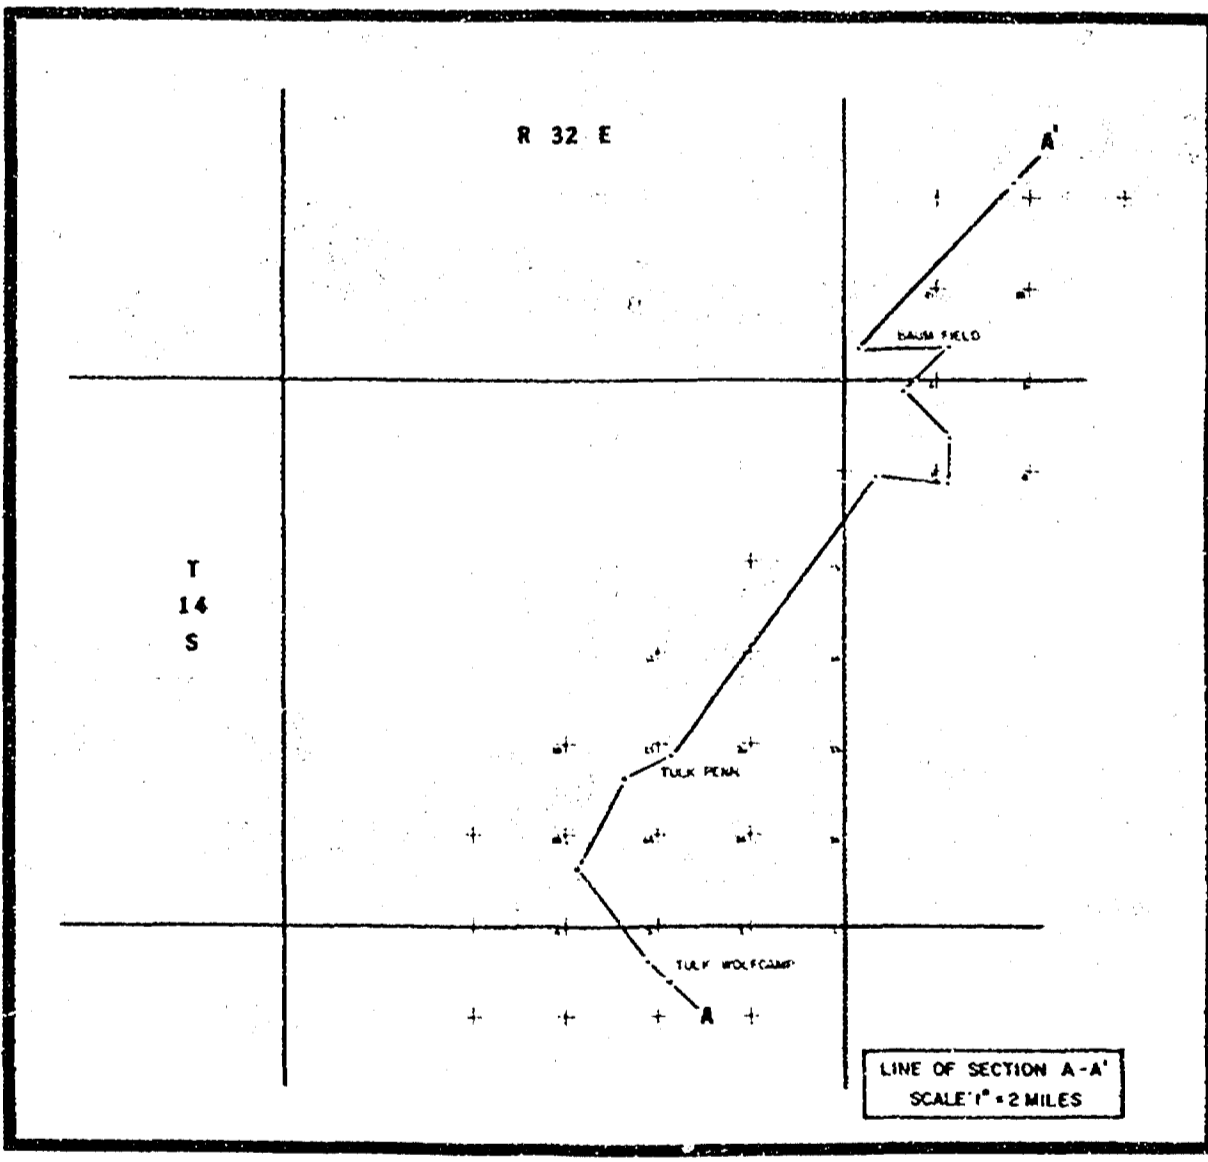 R 32 E
A'
BAUM FIELD
T
14
S
TULK PENN
TULK WOLFCAMP
A
LINE OF SECTION A-A'
SCALE 1" = 2 MILES